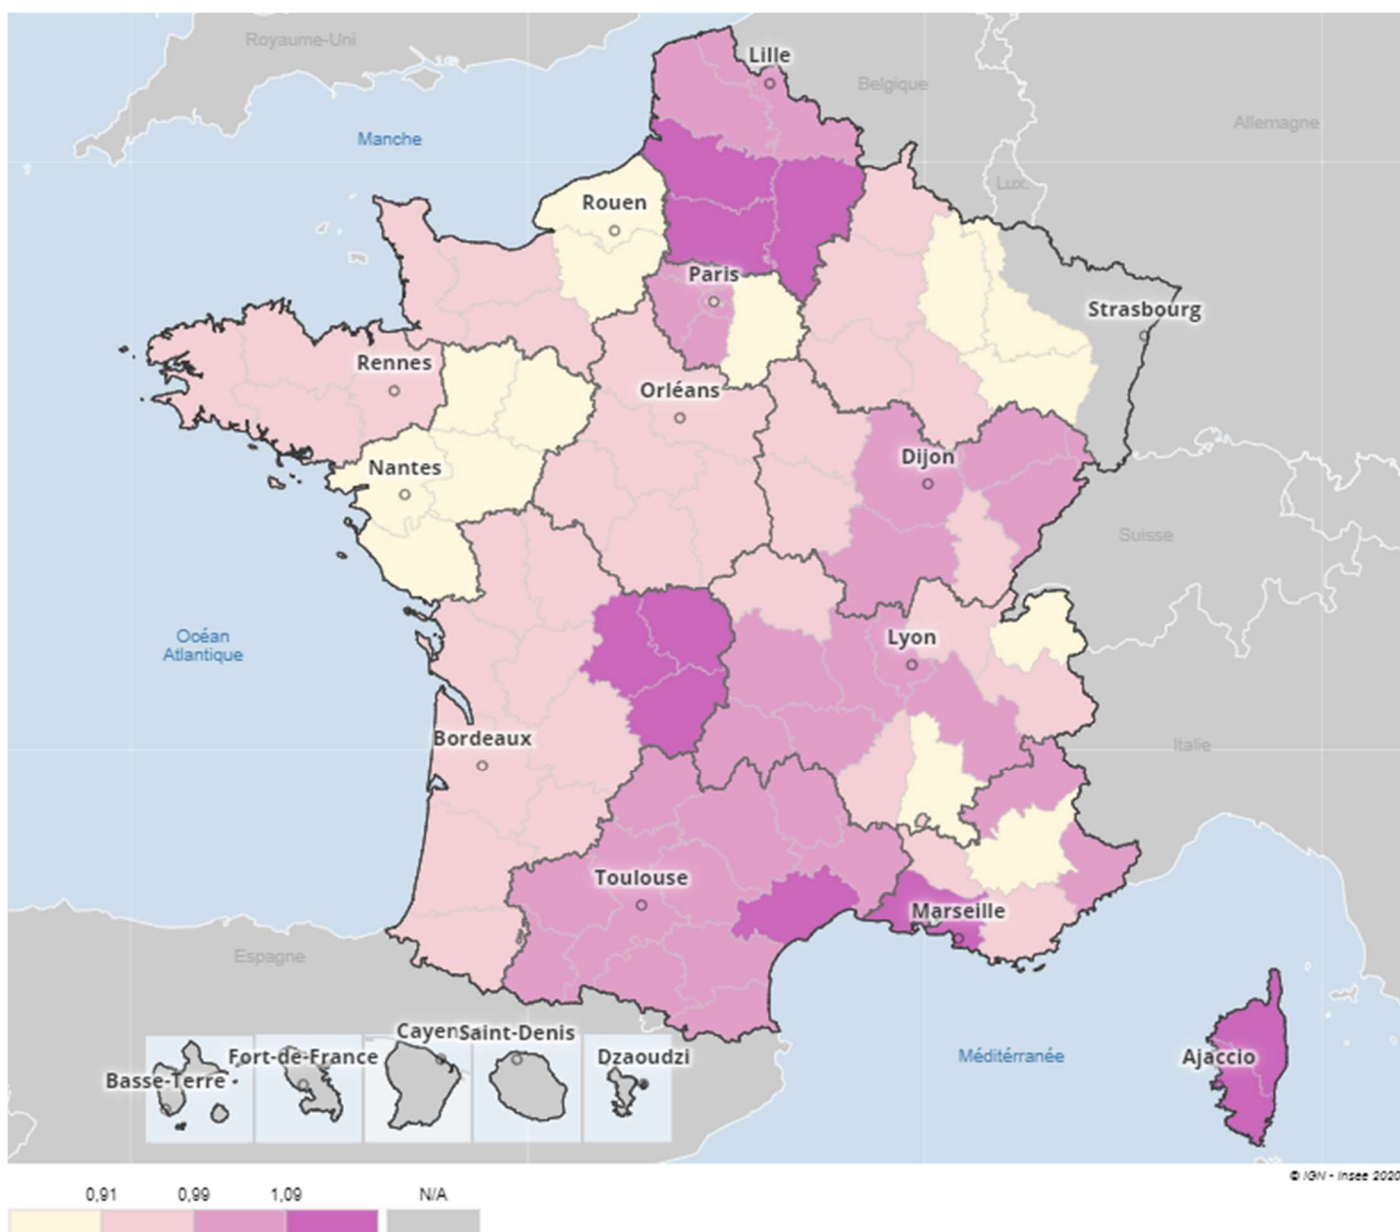 Royaume-Uni
Lille
Belgique
Allemagne
Manche
Lux.
Rouen
Paris
Strasbourg
Rennes
Orléans
Dijon
Nantes
Suisse
Océan
Atlantique
Lyon
Bordeaux
Italie
Toulouse
Marseille
Espagne
Cayen
Saint-Denis
Fort-de-France
Dzaoudzi
Méditérranée
Ajaccio
Basse-Terre
© IGN - Insee 2020
0,91 0,99 1,09 N/A